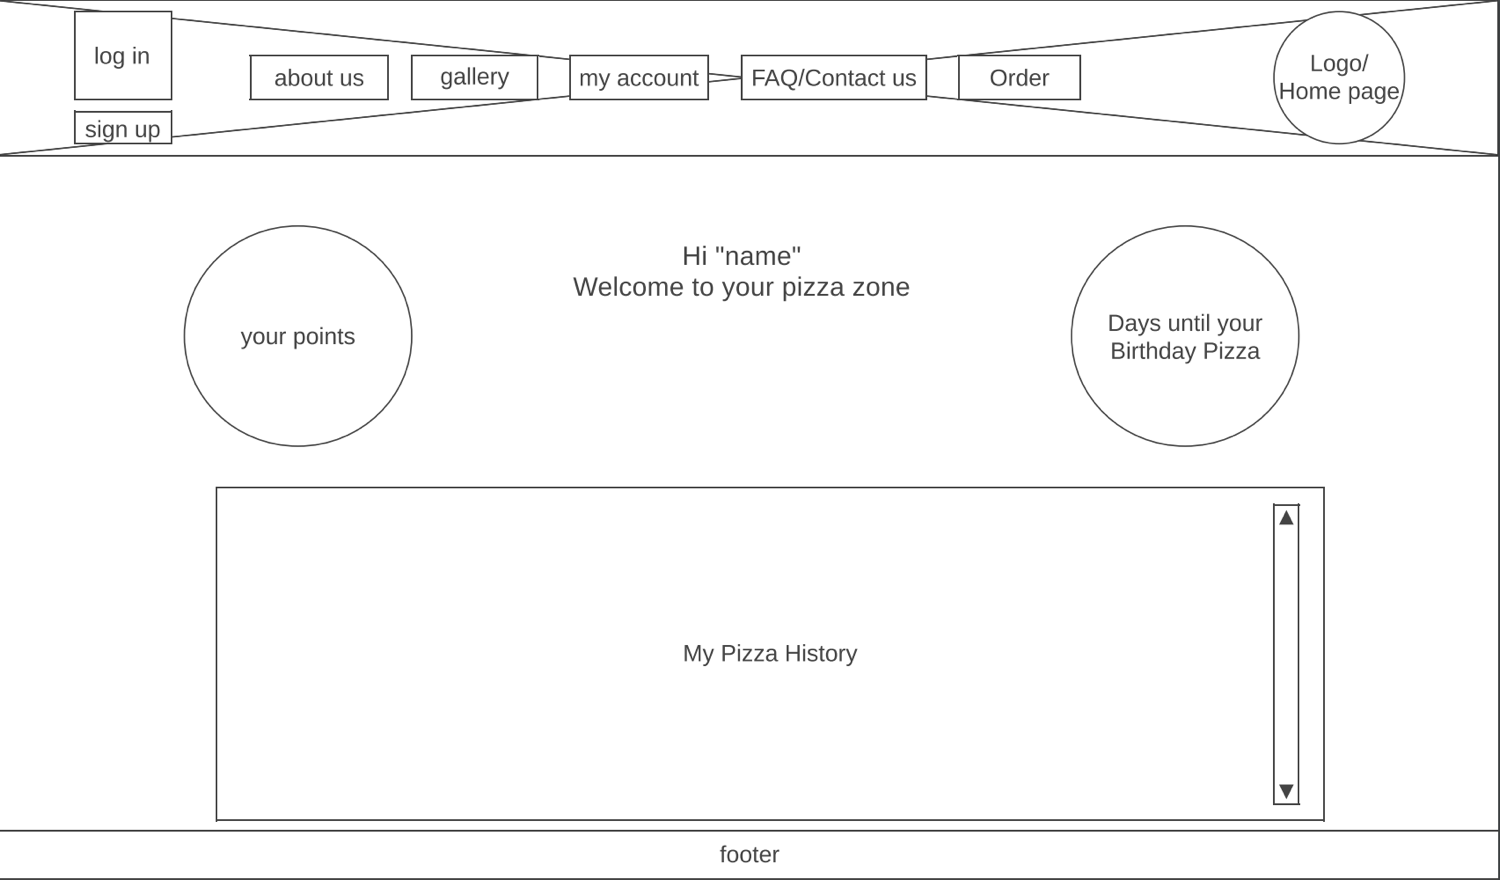 log in
sign up
about us
gallery
my account
FAQ/Contact us
Order
Logo/
Home page
your points
Hi "name"
Welcome to your pizza zone
Days until your
Birthday Pizza
My Pizza History
footer